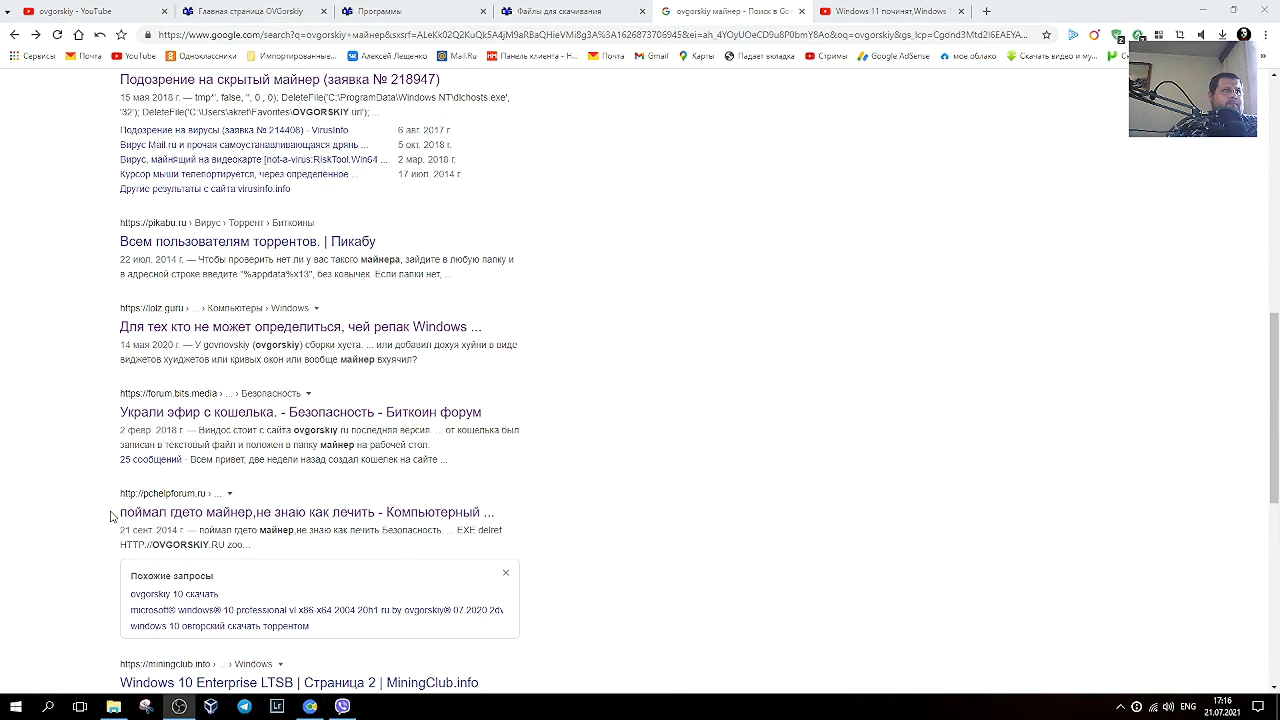 ovgorskiy - YouTube
Главная страница OVGorskiy
Программы
Файлы для скачивания
ovgorskiy майнер - Поиск в Goo
Windows 11 починят,Windows
https://www.google.com/search?q=ovgorskiy+майнер&sxsrf=
Сервисы
Почта
YouTube
Одноклассники
Импортированные...
Mail.Ru
Панель клиента - H...
Алексей Лещенко
Почта
Gmail
Карты
Падает вкладка
Стримы
Google AdSense
мое облако
Скачать видео и му...
Подозрение на скрытый майнер (заявка № 218947)
15 мая 2018 г. — tmp*', false, '', 0 , 0); DeleteFile('C:\ProgramData\Windows NT\dlchosts.exe',
'32'); DeleteFile('C:\Users\akret\Favorites\OVGORSKIY url'); ...
Подозрение на вирусы (заявка № 214408) - VirusInfo 6 авг. 2017 г.
Вирус Mail.ru и прочая самоустанавливающаяся дрянь ... 5 окт. 2018 г.
Вирус, майнящий на видеокарте [not-a-virus:RiskTool.Win64 ... 2 мар. 2018 г.
Курсор мыши телепортируется, через определенное ... 17 июл. 2014 г.
Другие результаты с сайта virusinfo.info
https://pikabu.ru › Вирус › Торрент › Биткоины
Всем пользователям торрентов. | Пикабу
22 июл. 2014 г. — Чтобы проверить нет ли у вас такого майнера, зайдите в любую папку и
в адресной строке введите "%appdata%x13", без ковычек. Если папки нет, ...
https://lolz.guru › ... › Компьютеры › Windows
Для тех кто не может определиться, чей репак Windows ...
14 мая 2020 г. — У govnovskiy (ovgorskiy) сборки хуета. ... или добавил дохуя хуйни в виде
виджетов хуиджетов или кривых окон или вообще майнер вхуячил?
https://forum.bits.media › ... › Безопасность
Украли эфир с кошелька. - Безопасность - Биткоин форум
2 февр. 2018 г. — Виндос стоит с сайта ovgorskiy ru последняя версия. ... от кошелька был
записан в текстовый файл и положен в папку майнер на рабочей стол.
25 сообщений - Всем привет, две недели назад создал кошелек на сайте ...
http://pchelpforum.ru › ...
поймал гдето майнер,не знаю как лечить - Компьютерный ...
21 сент. 2014 г. — поймал гдето майнер,не знаю как лечить Безопасность. ... EXE delref
HTTP.//OVGORSKIY.RU zoo...
Похожие запросы
ovgorskiy 10 скачать
microsoft® windows® 10 professional vl x86-x64 2004 20h1 ru by ovgorskiy® 07.2020 2dv
windows 10 овгорский скачать торрентом
https://miningclub.info › ... › Windows
Windows 10 Enterprise LTSB | Страница 2 | MiningClub.info
ENG
17:16
21.07.2021